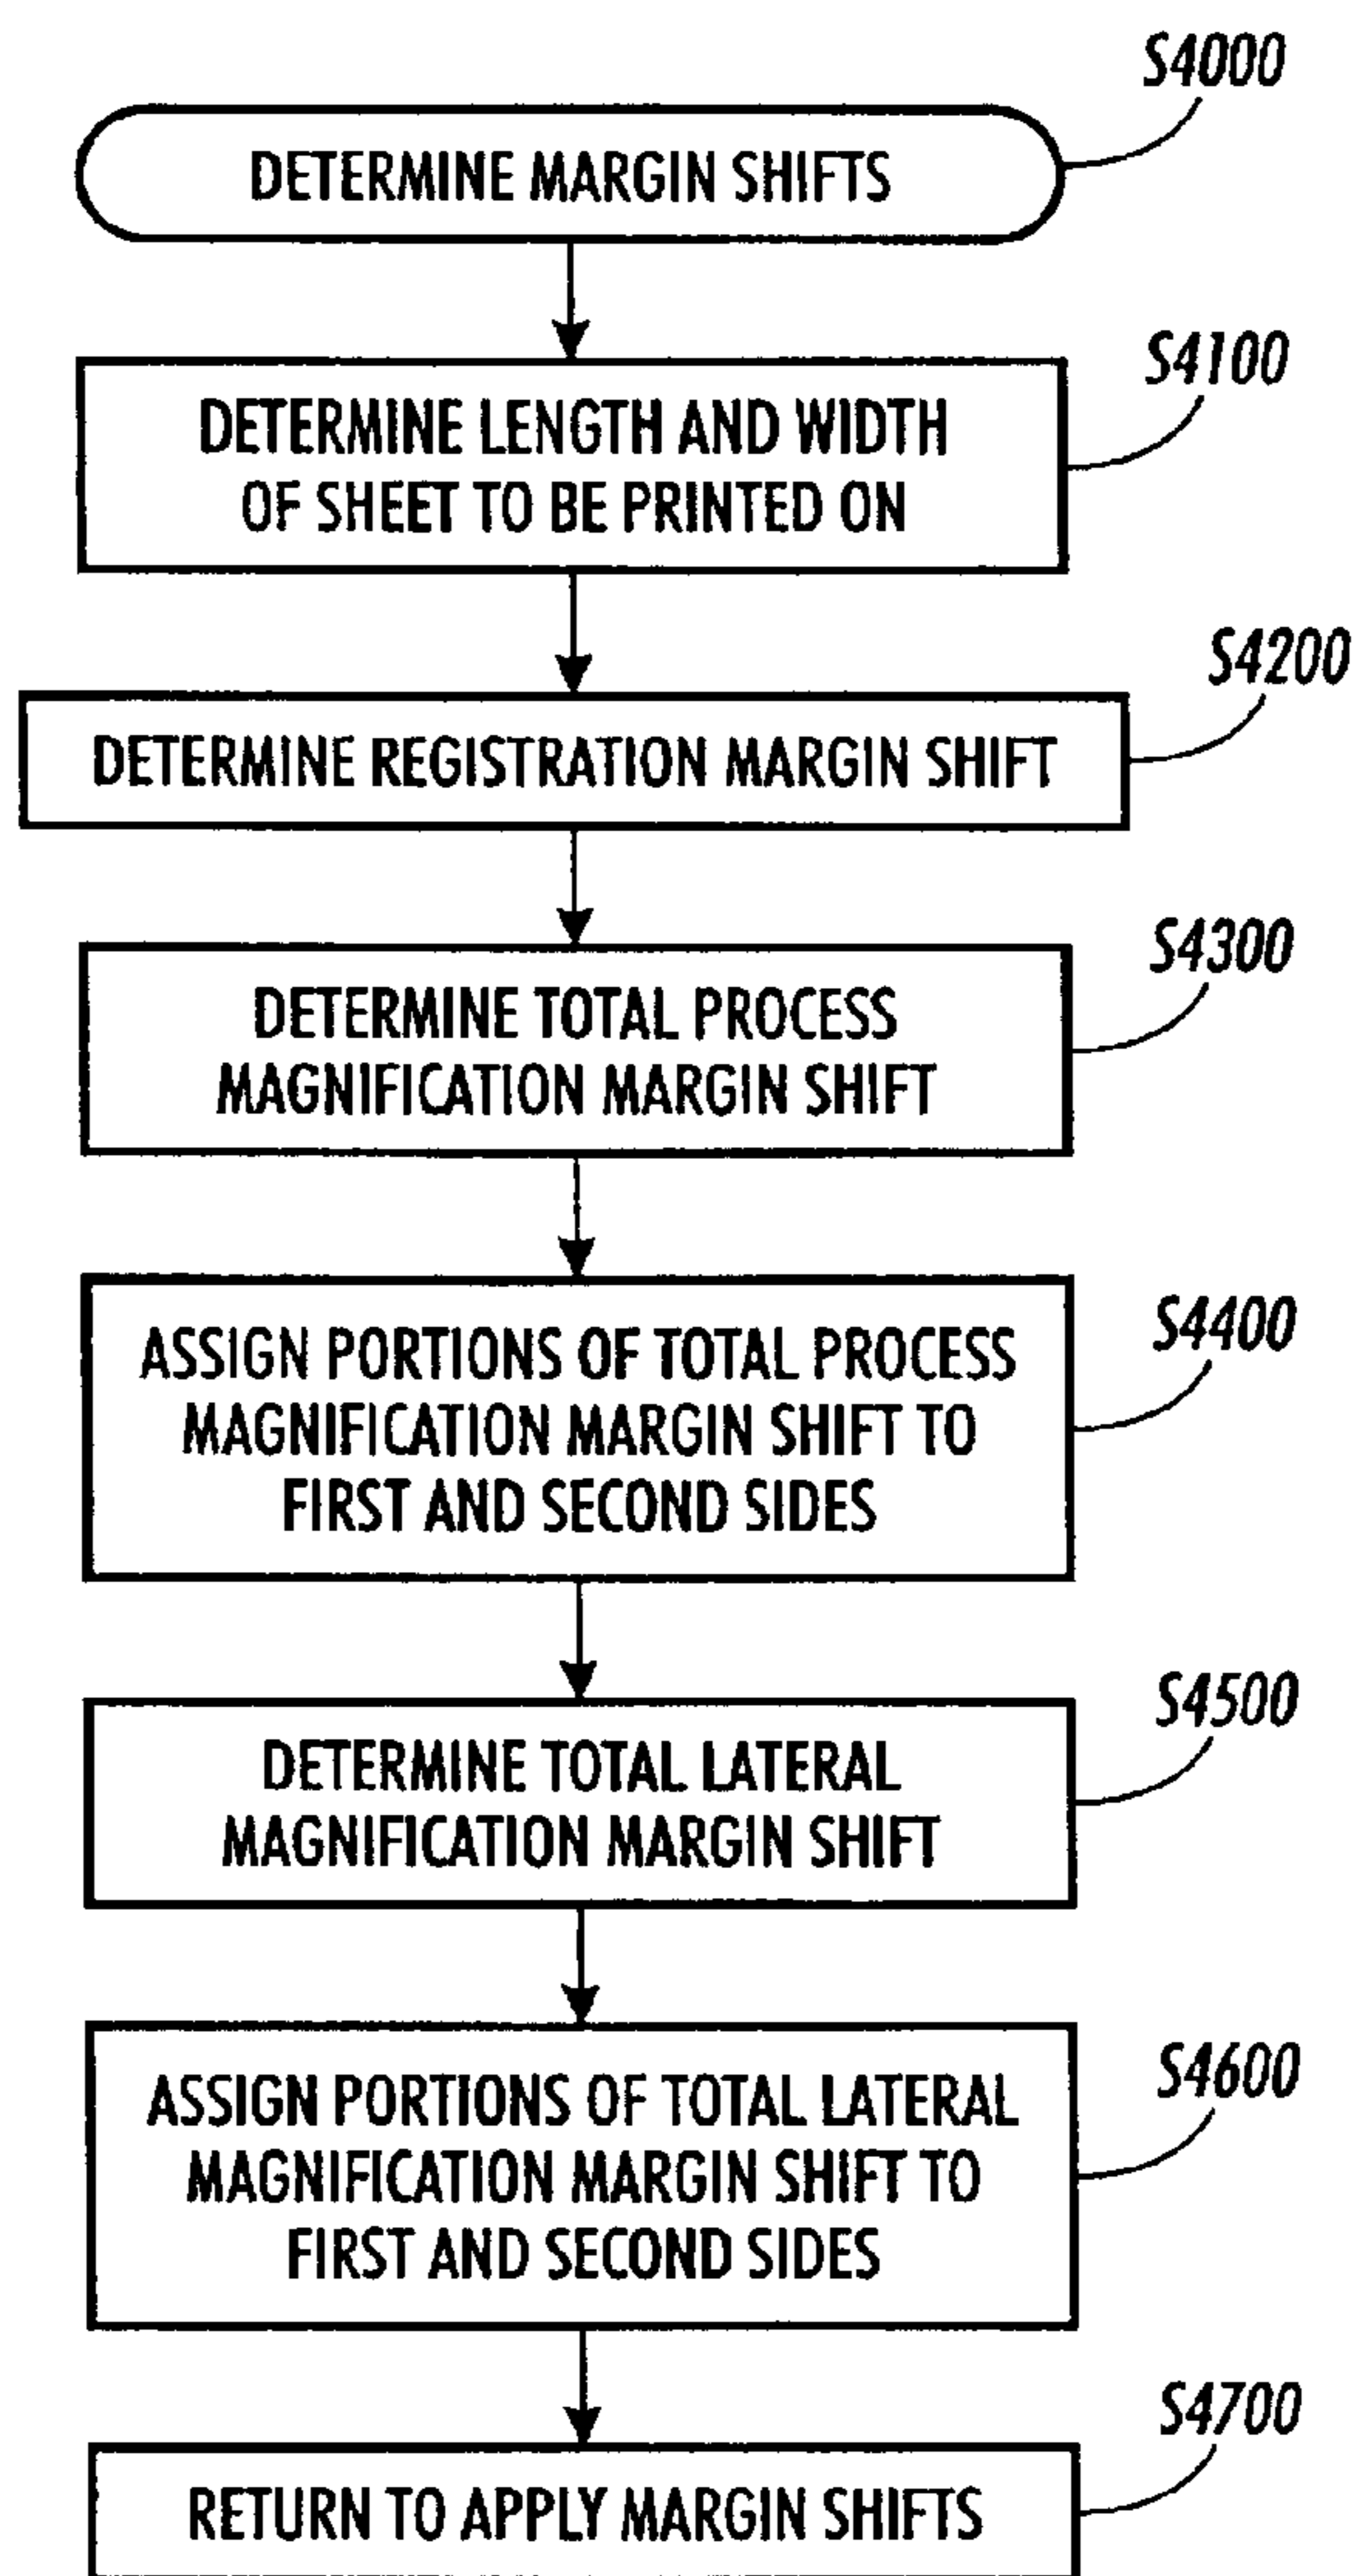 S4000
DETERMINE MARGIN SHIFTS
S4100
DETERMINE LENGTH AND WIDTH
OF SHEET TO BE PRINTED ON
S4200
DETERMINE REGISTRATION MARGIN SHIFT
S4300
DETERMINE TOTAL PROCESS
MAGNIFICATION MARGIN SHIFT
S4400
ASSIGN PORTIONS OF TOTAL PROCESS
MAGNIFICATION MARGIN SHIFT TO
FIRST AND SECOND SIDES
S4500
DETERMINE TOTAL LATERAL
MAGNIFICATION MARGIN SHIFT
S4600
ASSIGN PORTIONS OF TOTAL LATERAL
MAGNIFICATION MARGIN SHIFT TO
FIRST AND SECOND SIDES
S4700
RETURN TO APPLY MARGIN SHIFTS